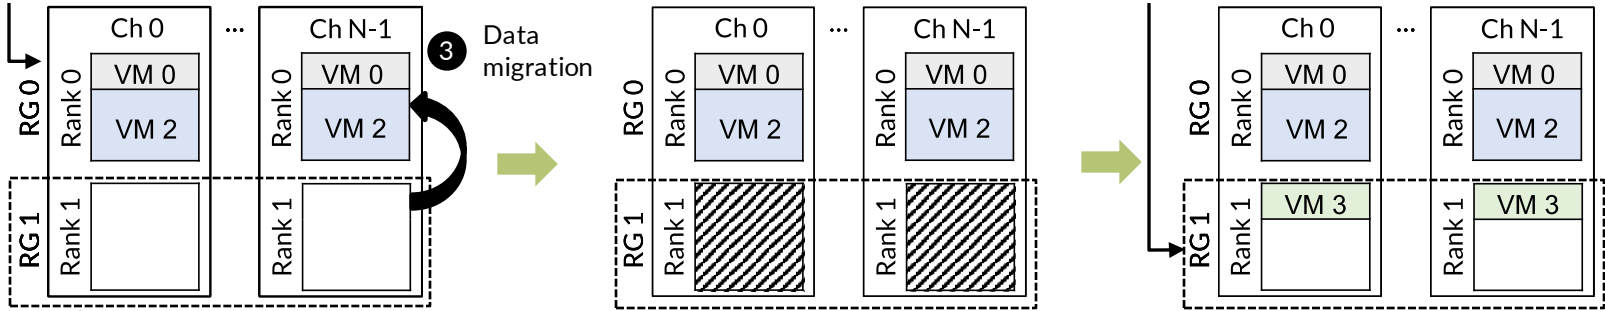 Ch 0
...
Ch N-1
3
Data
migration
RG 0
Rank 0
VM 0
VM 2
Rank 0
VM 0
VM 2
RG 1
Rank 1
Rank 1
Ch 0
...
Ch N-1
RG 0
Rank 0
VM 0
VM 2
Rank 0
VM 0
VM 2
RG 1
Rank 1
Rank 1
Ch 0
...
Ch N-1
RG 0
Rank 0
VM 0
VM 2
Rank 0
VM 0
VM 2
RG 1
Rank 1
VM 3
Rank 1
VM 3